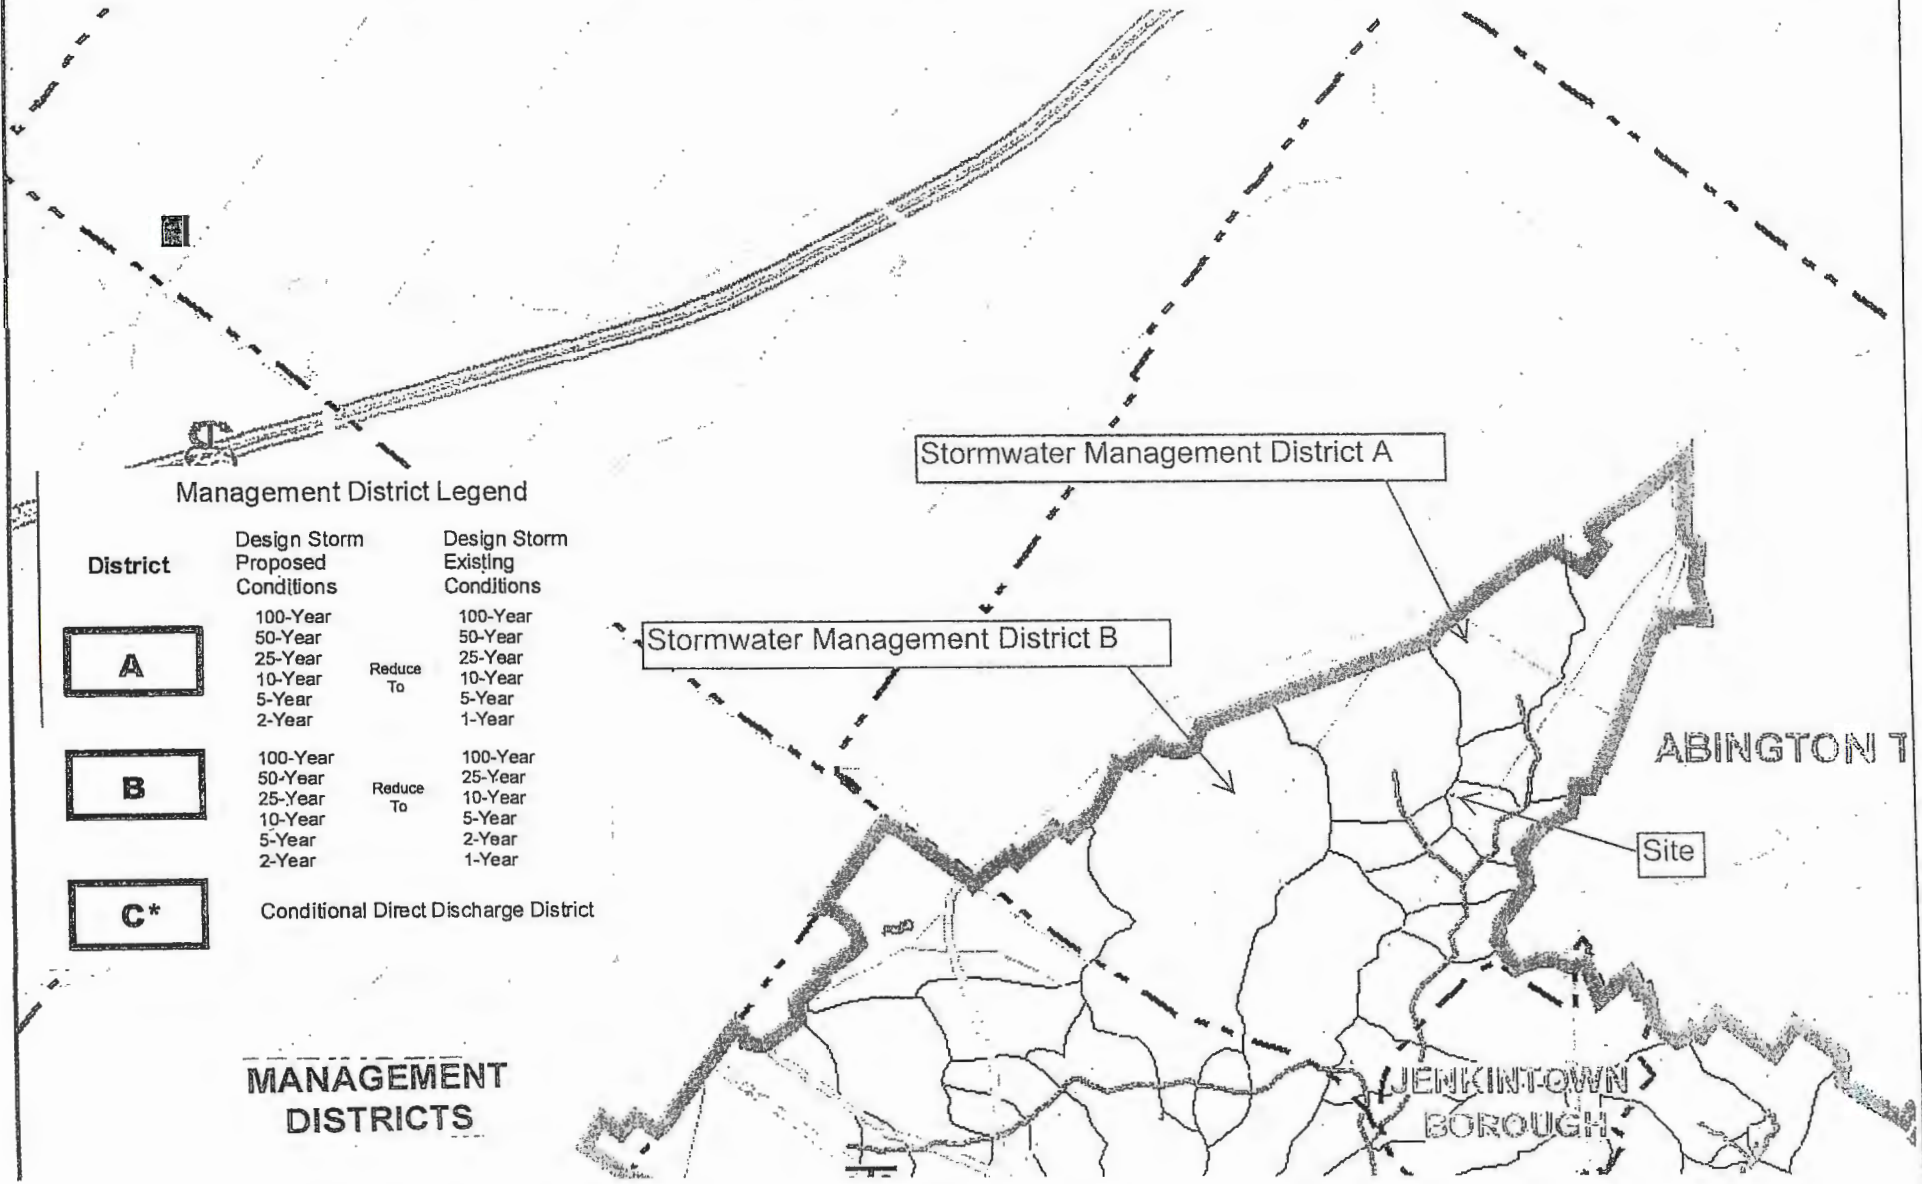 Stormwater Management District A
Management District Legend
District
Design Storm
Proposed
Conditions
Design Storm
Existing
Conditions
A
100-Year
50-Year
25-Year
10-Year
5-Year
2-Year
Reduce
To
100-Year
50-Year
25-Year
10-Year
5-Year
1-Year
Stormwater Management District B
B
100-Year
50-Year
25-Year
10-Year
5-Year
2-Year
Reduce
To
100-Year
25-Year
10-Year
5-Year
2-Year
1-Year
ABINGTON T
Site
C*
Conditional Direct Discharge District
MANAGEMENT
DISTRICTS
JENKINTOWN
BOROUGH